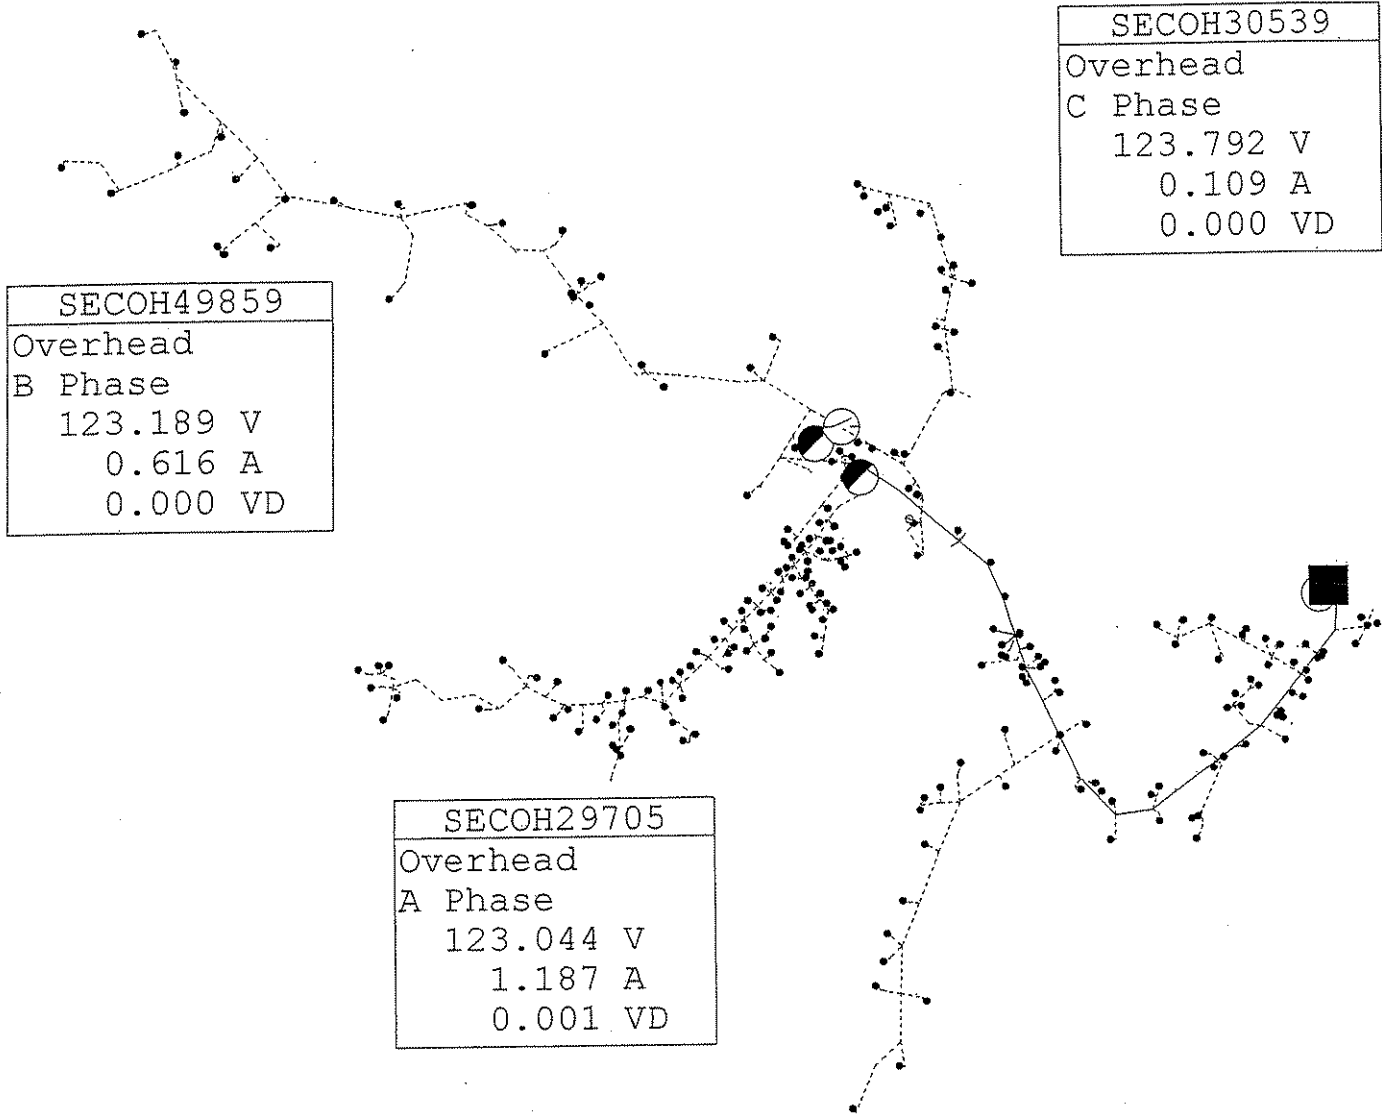 SECOH30539
Overhead
C Phase
123.792 V
0.109 A
0.000 VD
SECOH49859
Overhead
B Phase
123.189 V
0.616 A
0.000 VD
SECOH29705
Overhead
A Phase
123.044 V
1.187 A
0.001 VD